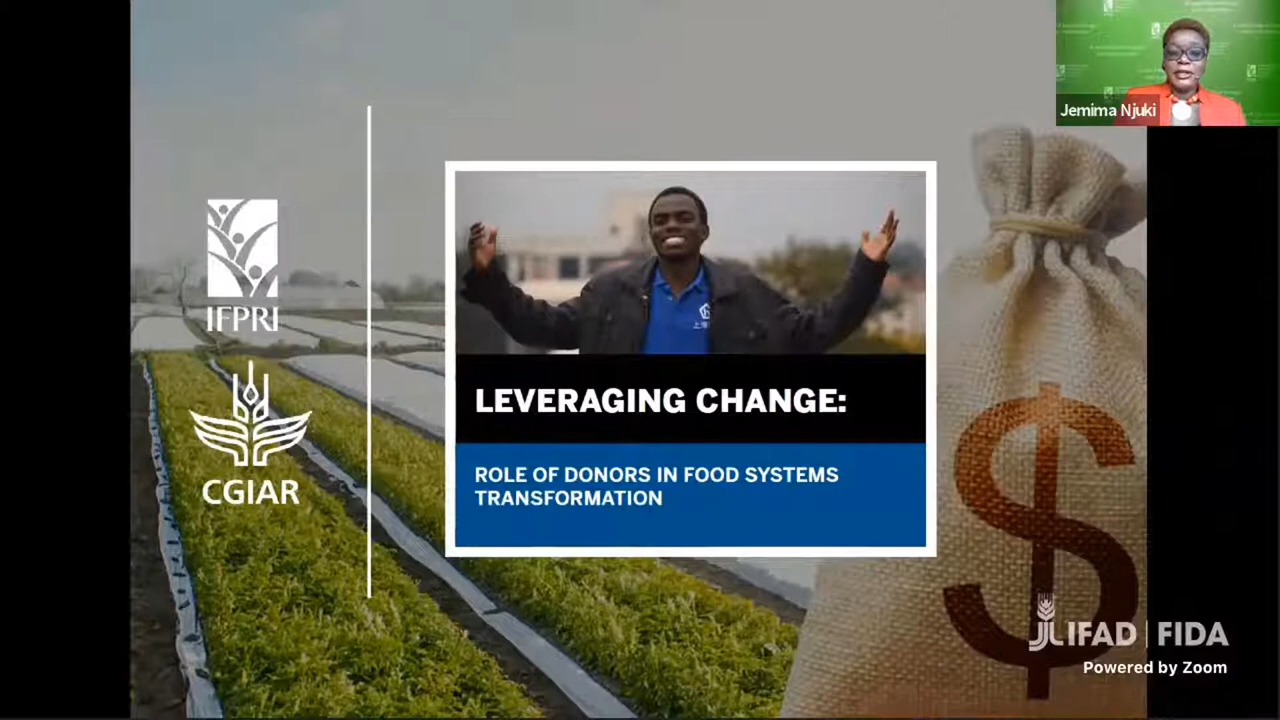 Jemima Njuki
IFPRI
CGIAR
LEVERAGING CHANGE:
ROLE OF DONORS IN FOOD SYSTEMS
TRANSFORMATION
$
IFAD | FIDA
Powered by Zoom